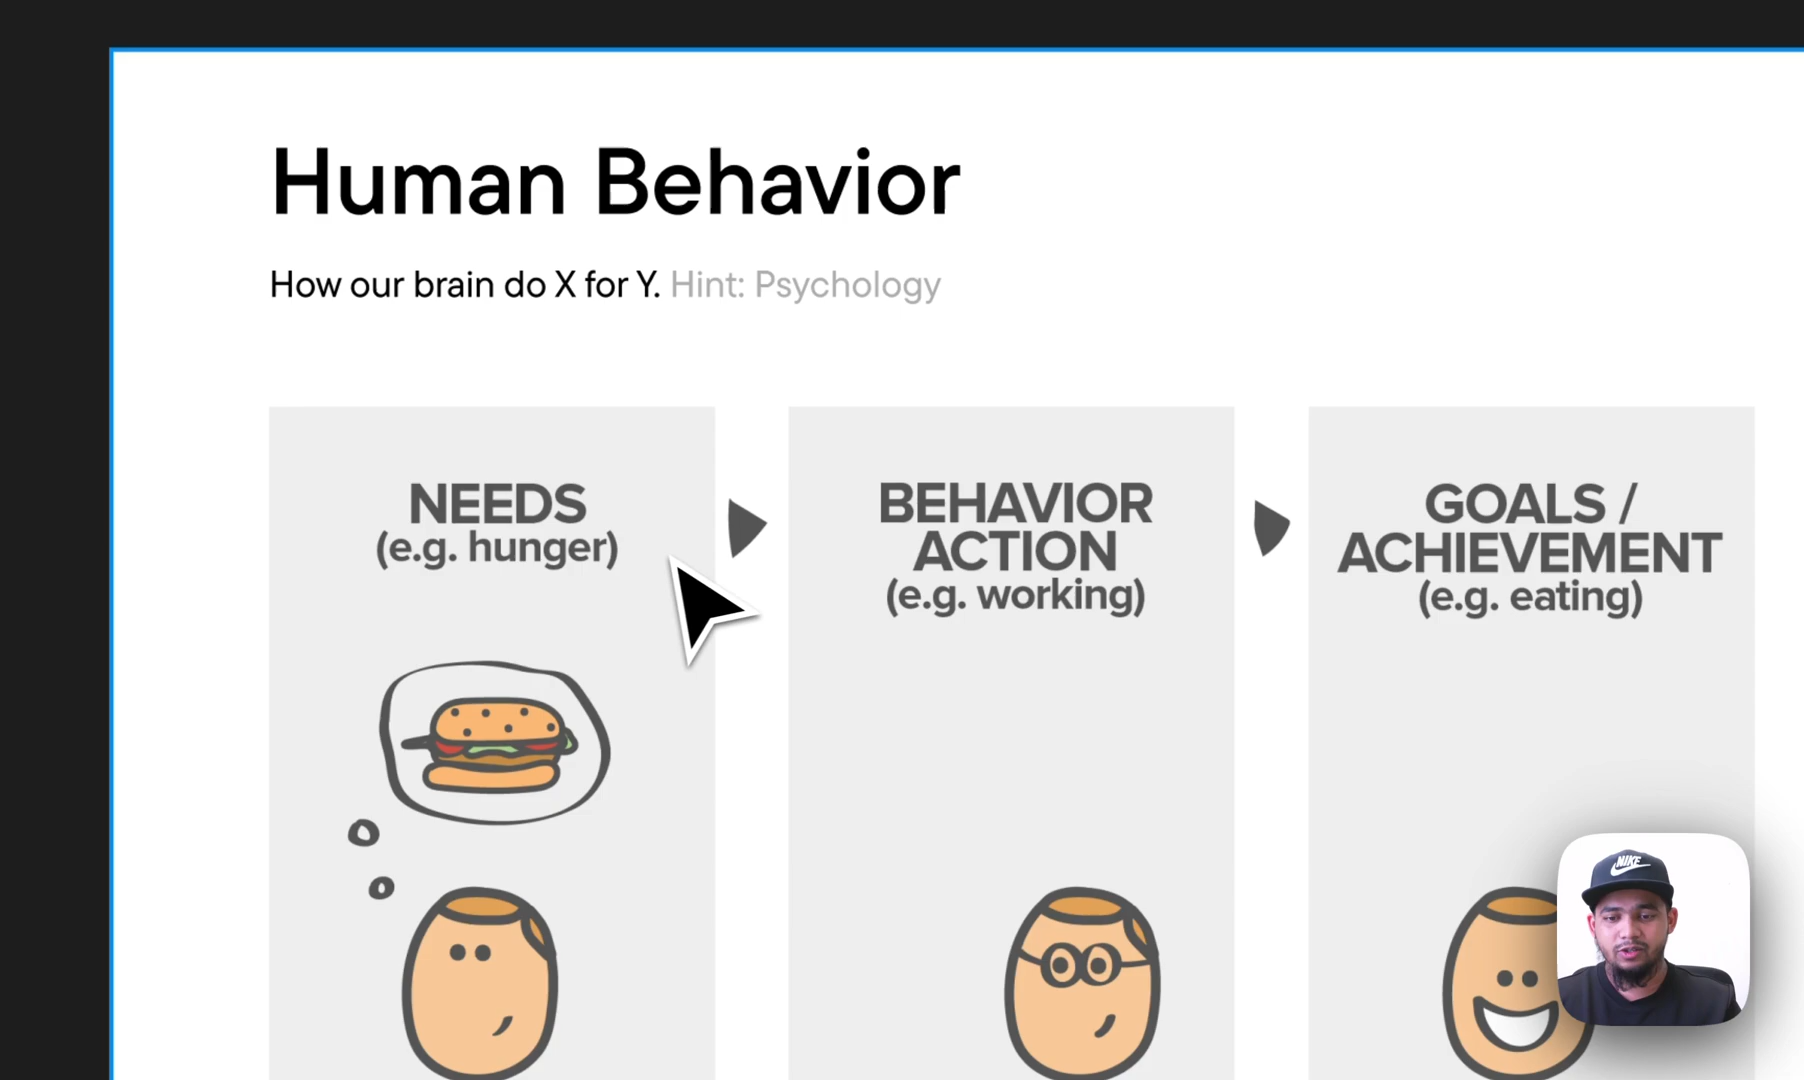 Human Behavior
How our brain do X for Y. Hint: Psychology
NEEDS
(e.g. hunger)
BEHAVIOR
ACTION
(e.g. working)
GOALS /
ACHIEVEMENT
(e.g. eating)
NIKE